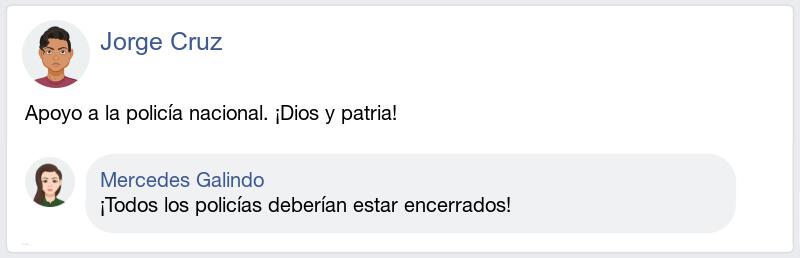 Jorge Cruz
Apoyo a la policía nacional. ¡Dios y patria!
Mercedes Galindo
¡Todos los policías deberían estar encerrados!